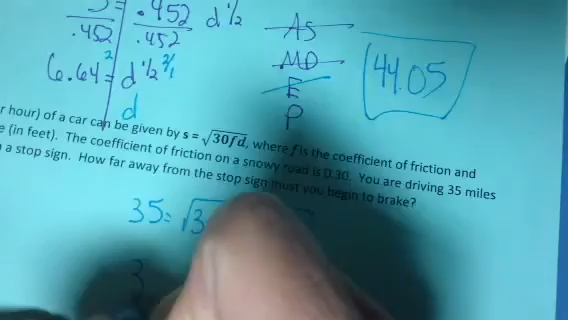 .452 d½
.452 .452
6.64² = d^½ ²/₁
d
AS
MD
E
P
44.05
r hour) of a car can be given by s = √30fd, where f is the coefficient of friction and
e (in feet). The coefficient of friction on a snowy road is 0.30. You are driving 35 miles
a stop sign. How far away from the stop sign must you begin to brake?
35 = √3
3